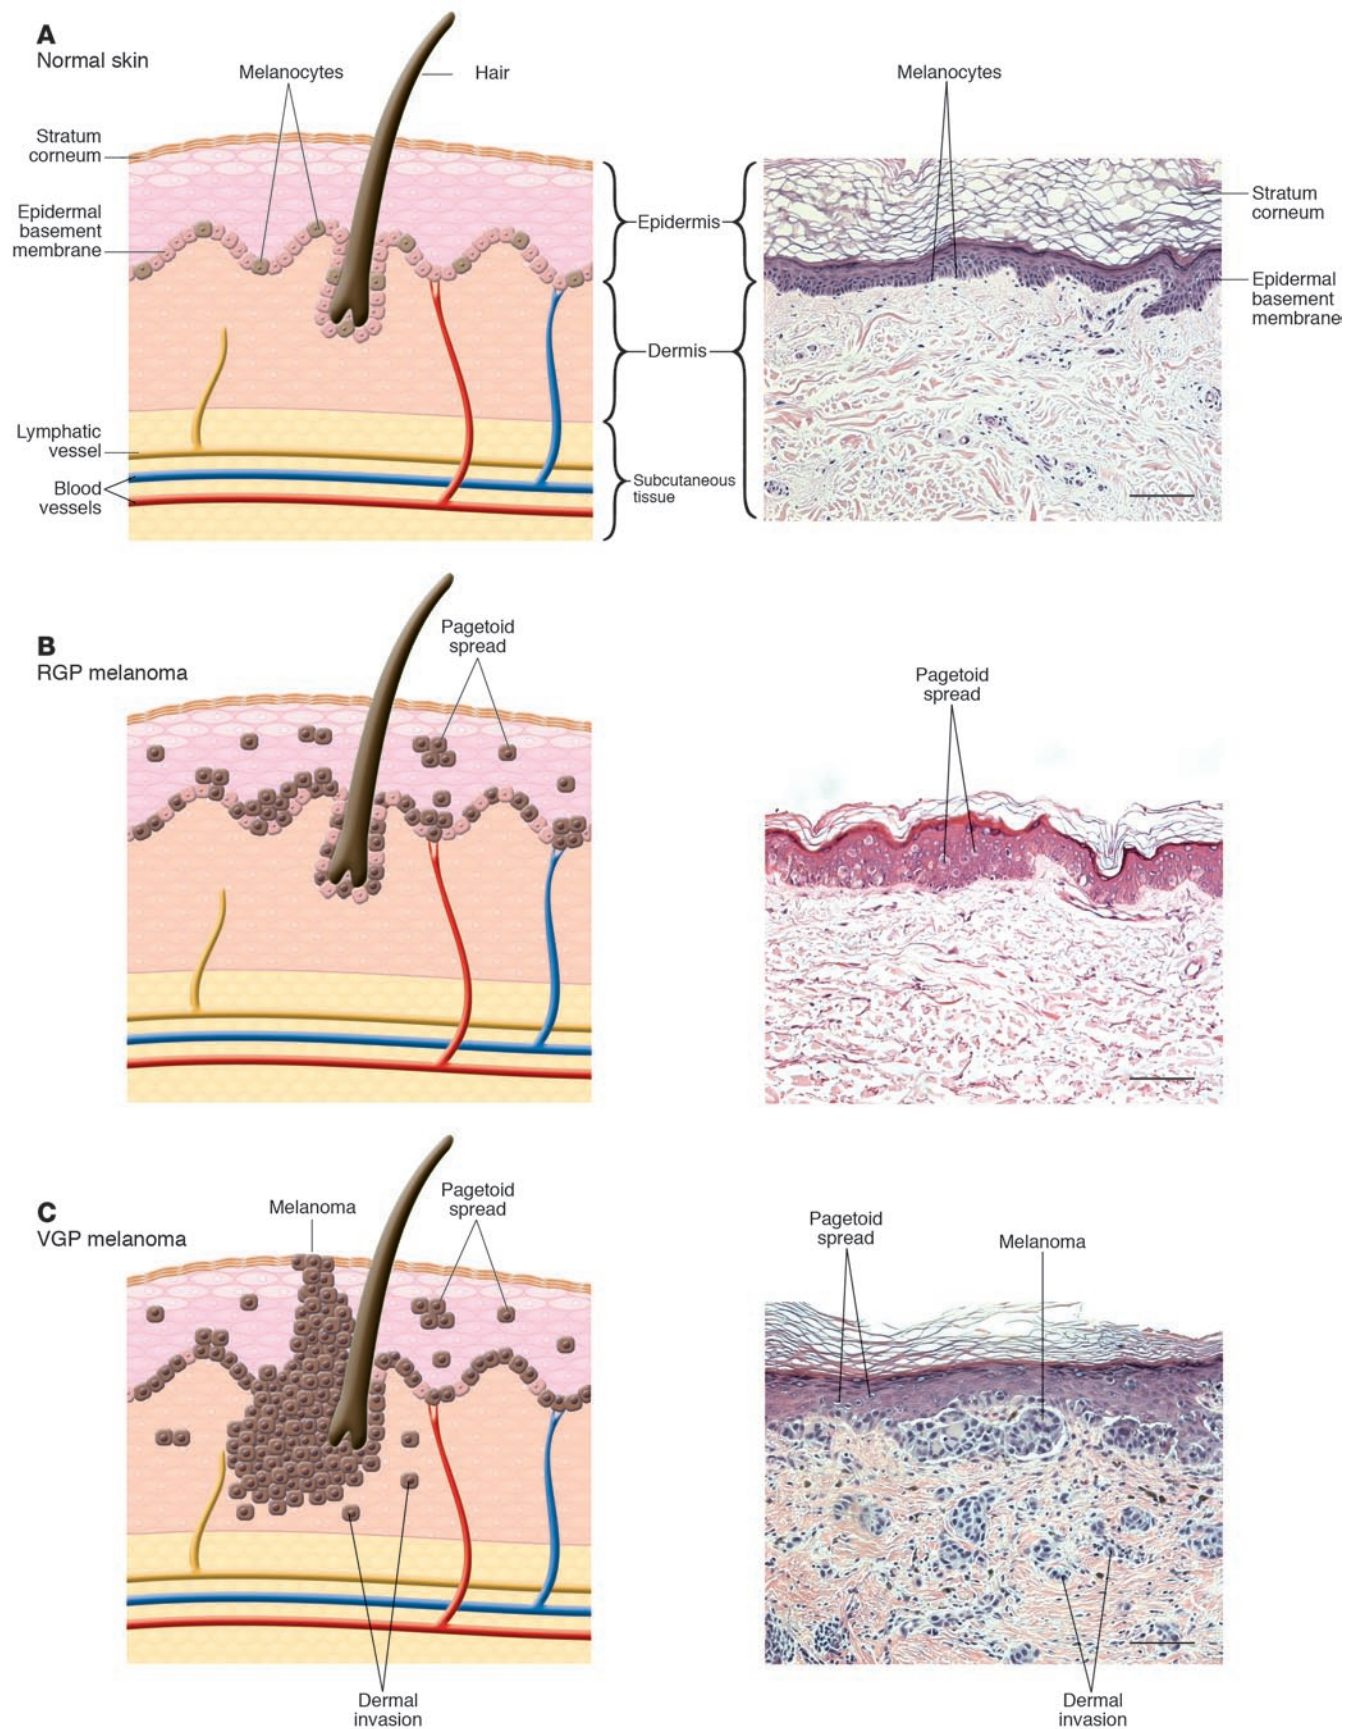 A
Normal skin
Melanocytes
Hair
Melanocytes
Stratum
corneum
Epidermal
basement
membrane
Epidermis
Stratum
corneum
Epidermal
basement
membrane
Dermis
Lymphatic
vessel
Blood
vessels
Subcutaneous
tissue
B
RGP melanoma
Pagetoid
spread
Pagetoid
spread
C
VGP melanoma
Melanoma
Pagetoid
spread
Pagetoid
spread
Melanoma
Dermal
invasion
Dermal
invasion